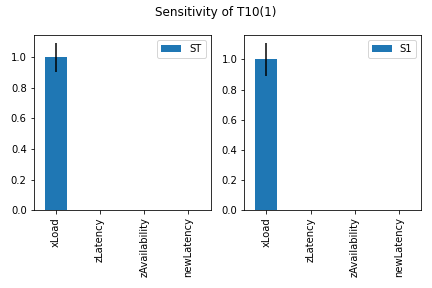 Sensitivity of T10(1)
ST
1.0
0.8
0.6
0.4
0.2
0.0
xLoad
zLatency
zAvailability
newLatency
S1
1.0
0.8
0.6
0.4
0.2
0.0
xLoad
zLatency
zAvailability
newLatency